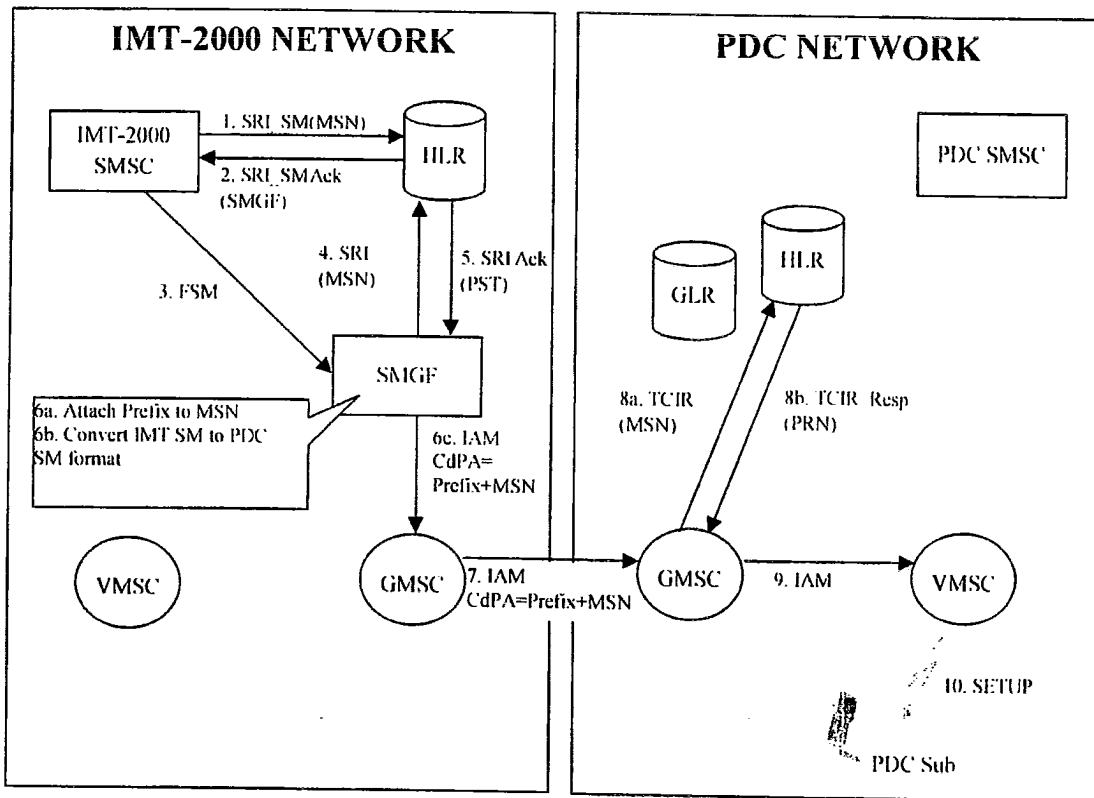 IMT-2000 NETWORK
PDC NETWORK
IMT-2000
SMSC
1. SRI_SM(MSN)
2. SRI_SMAck
(SMGF)
HLR
PDC SMSC
3. FSM
4. SRI
(MSN)
5. SRI Ack
(PST)
GLR
HLR
SMGF
6a. Attach Prefix to MSN
6b. Convert IMT SM to PDC
SM format
6c. IAM
CdPA=
Prefix+MSN
8a. TCIR
(MSN)
8b. TCIR_Resp
(PRN)
VMSC
GMSC
7. IAM
CdPA=Prefix+MSN
GMSC
9. IAM
VMSC
10. SETUP
PDC Sub